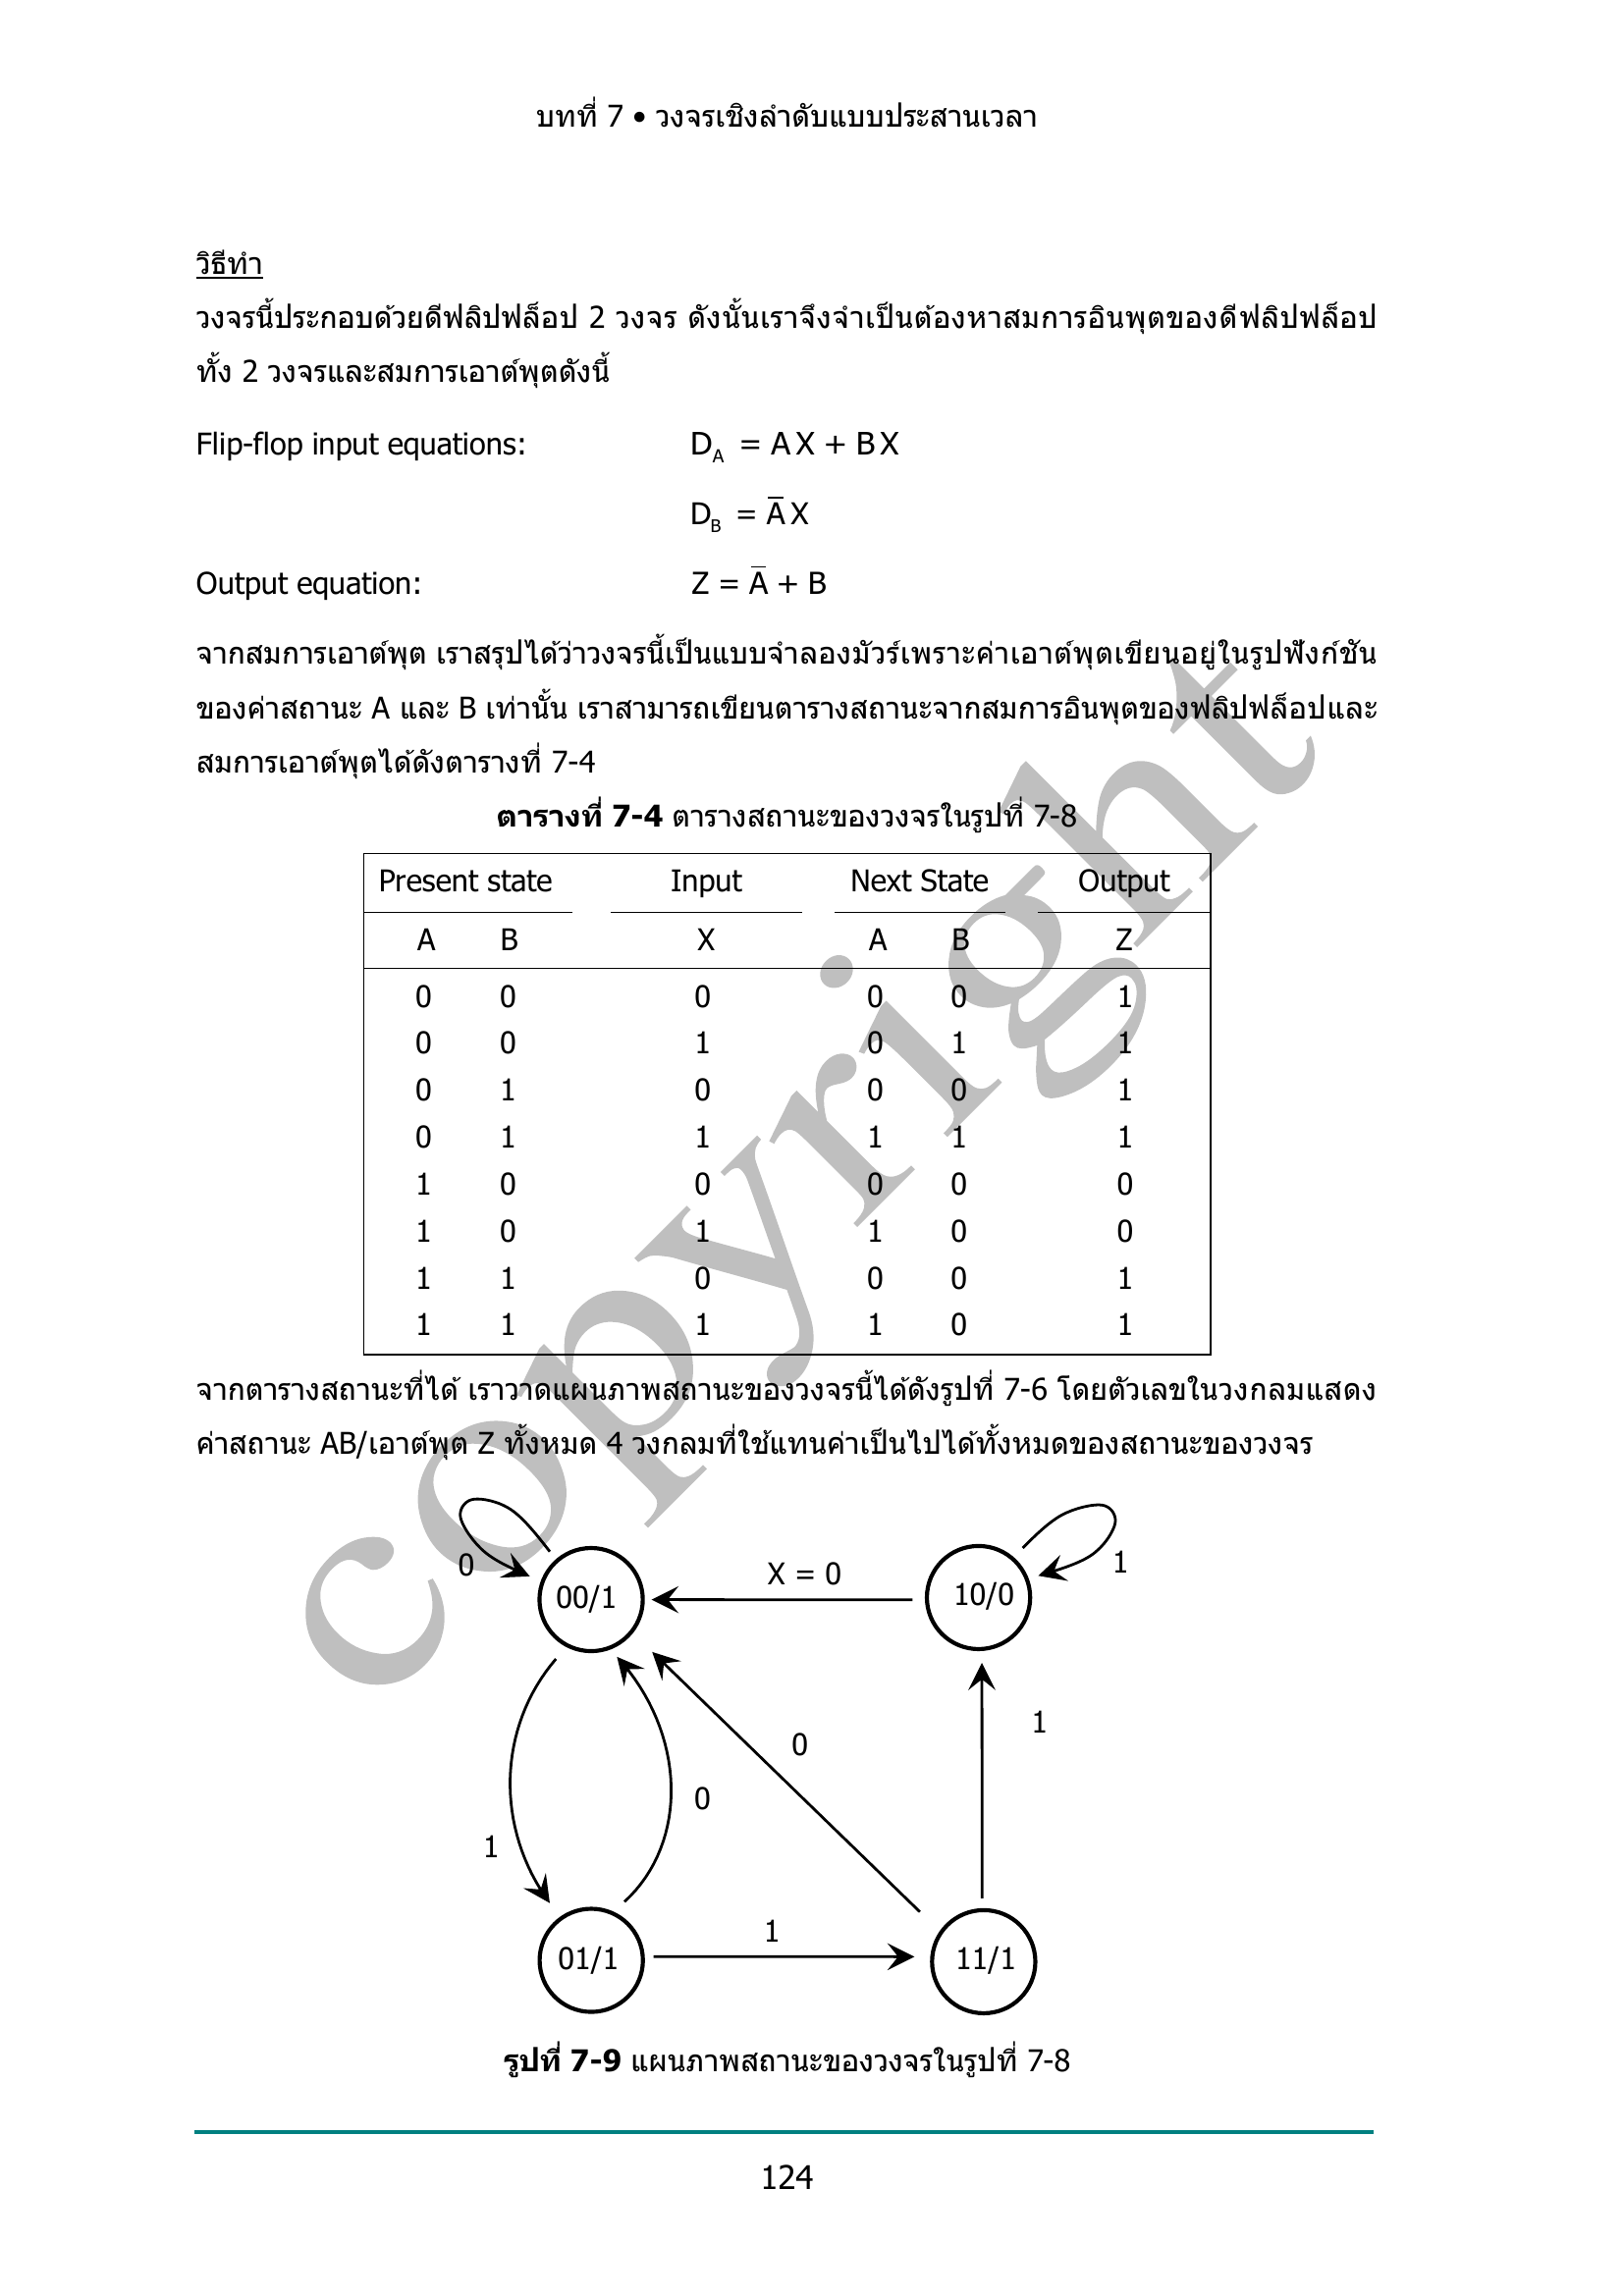 บทที่ 7 • วงจรเชิงลำดับแบบประสานเวลา
วิธีทำ
วงจรนี้ประกอบด้วยดีฟลิปฟล็อป 2 วงจร ดังนั้นเราจึงจำเป็นต้องหาสมการอินพุตของดีฟลิปฟล็อป
ทั้ง 2 วงจรและสมการเอาต์พุตดังนี้
Flip-flop input equations: D_A = A X + B X
D_B = A̅ X
Output equation: Z = A̅ + B
จากสมการเอาต์พุต เราสรุปได้ว่าวงจรนี้เป็นแบบจำลองมัวร์เพราะค่าเอาต์พุตเขียนอยู่ในรูปฟังก์ชัน
ของค่าสถานะ A และ B เท่านั้น เราสามารถเขียนตารางสถานะจากสมการอินพุตของฟลิปฟล็อปและ
สมการเอาต์พุตได้ดังตารางที่ 7-4
ตารางที่ 7-4 ตารางสถานะของวงจรในรูปที่ 7-8
Present state Input Next State Output
A B X A B Z
0 0 0 0 0 1
0 0 1 0 1 1
0 1 0 0 0 1
0 1 1 1 1 1
1 0 0 0 0 0
1 0 1 1 0 0
1 1 0 0 0 1
1 1 1 1 0 1
จากตารางสถานะที่ได้ เราวาดแผนภาพสถานะของวงจรนี้ได้ดังรูปที่ 7-6 โดยตัวเลขในวงกลมแสดง
ค่าสถานะ AB/เอาต์พุต Z ทั้งหมด 4 วงกลมที่ใช้แทนค่าเป็นไปได้ทั้งหมดของสถานะของวงจร
0 X = 0 1
00/1 10/0
1
0
0
1
1
01/1 11/1
รูปที่ 7-9 แผนภาพสถานะของวงจรในรูปที่ 7-8
124
copyright